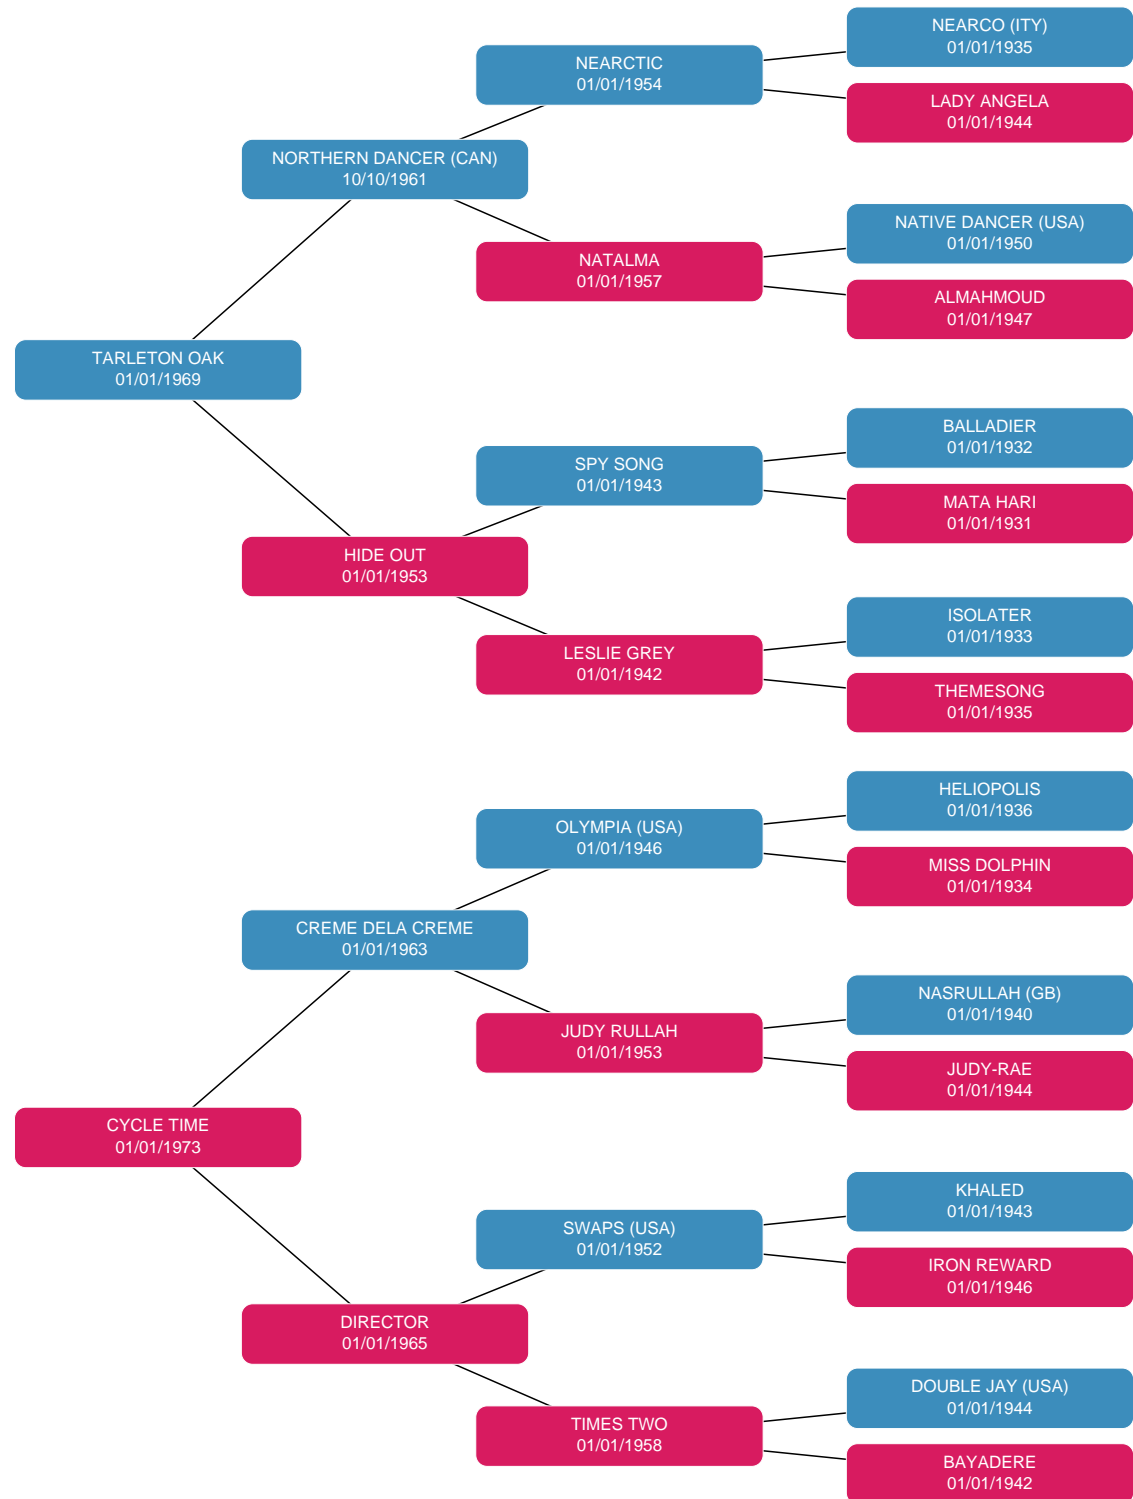 NEARCO (ITY)
01/01/1935
NEARCTIC
01/01/1954
LADY ANGELA
01/01/1944
NORTHERN DANCER (CAN)
10/10/1961
NATIVE DANCER (USA)
01/01/1950
NATALMA
01/01/1957
ALMAHMOUD
01/01/1947
TARLETON OAK
01/01/1969
BALLADIER
01/01/1932
SPY SONG
01/01/1943
MATA HARI
01/01/1931
HIDE OUT
01/01/1953
ISOLATER
01/01/1933
LESLIE GREY
01/01/1942
THEMESONG
01/01/1935
HELIOPOLIS
01/01/1936
OLYMPIA (USA)
01/01/1946
MISS DOLPHIN
01/01/1934
CREME DELA CREME
01/01/1963
NASRULLAH (GB)
01/01/1940
JUDY RULLAH
01/01/1953
JUDY-RAE
01/01/1944
CYCLE TIME
01/01/1973
KHALED
01/01/1943
SWAPS (USA)
01/01/1952
IRON REWARD
01/01/1946
DIRECTOR
01/01/1965
DOUBLE JAY (USA)
01/01/1944
TIMES TWO
01/01/1958
BAYADERE
01/01/1942